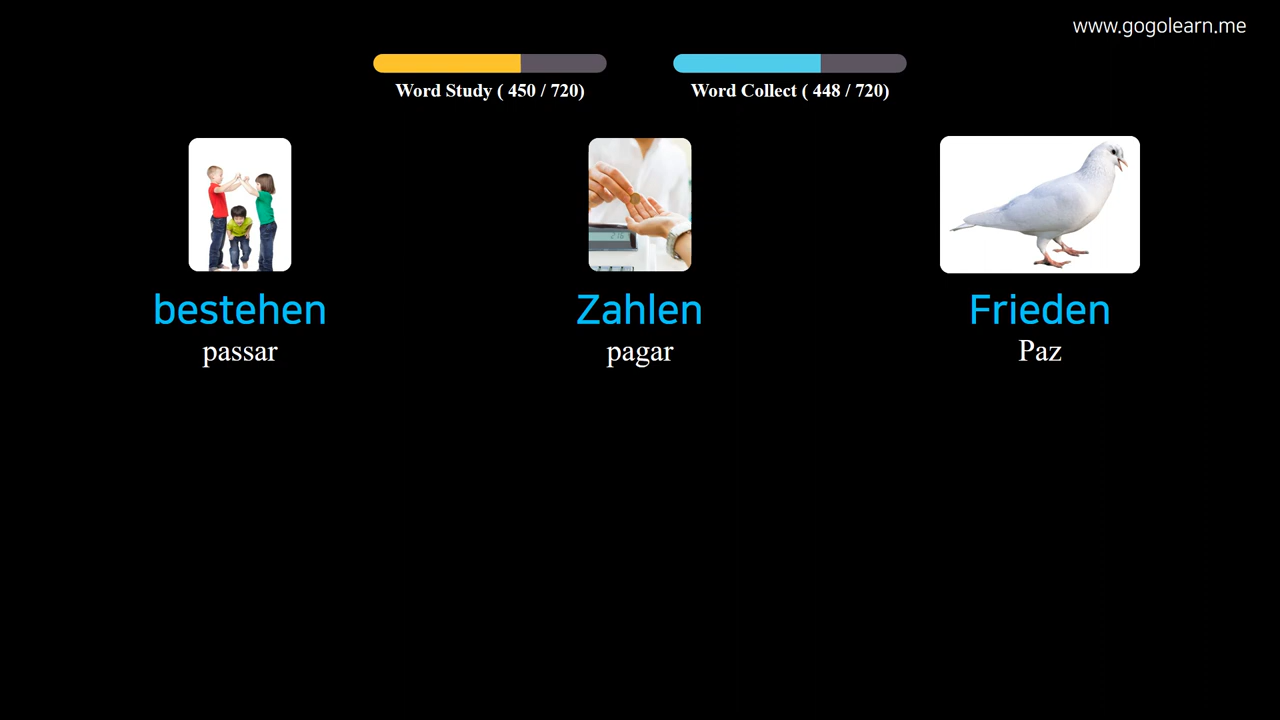 www.gogolearn.me
Word Study ( 450 / 720)
Word Collect ( 448 / 720)
bestehen
passar
Zahlen
pagar
Frieden
Paz